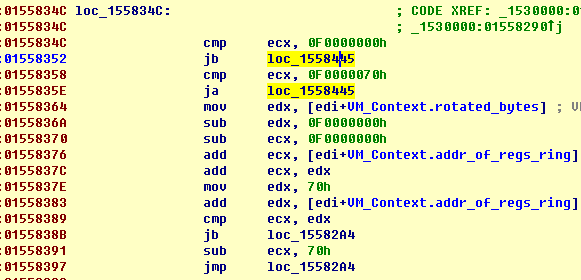 :0155834C loc_155834C: ; CODE XREF: _1530000:0155829
:0155834C ; _1530000:01558290↑j
:0155834C cmp ecx, 0F0000000h
:01558352 jb loc_1558445
:01558358 cmp ecx, 0F0000070h
:0155835E ja loc_1558445
:01558364 mov edx, [edi+VM_Context.rotated_bytes] ; V
:0155836A sub edx, 0F0000000h
:01558370 sub ecx, 0F0000000h
:01558376 add ecx, [edi+VM_Context.addr_of_regs_ring]
:0155837C add ecx, edx
:0155837E mov edx, 70h
:01558383 add edx, [edi+VM_Context.addr_of_regs_ring]
:01558389 cmp ecx, edx
:0155838B jb loc_15582A4
:01558391 sub ecx, 70h
:01558397 jmp loc_15582A4